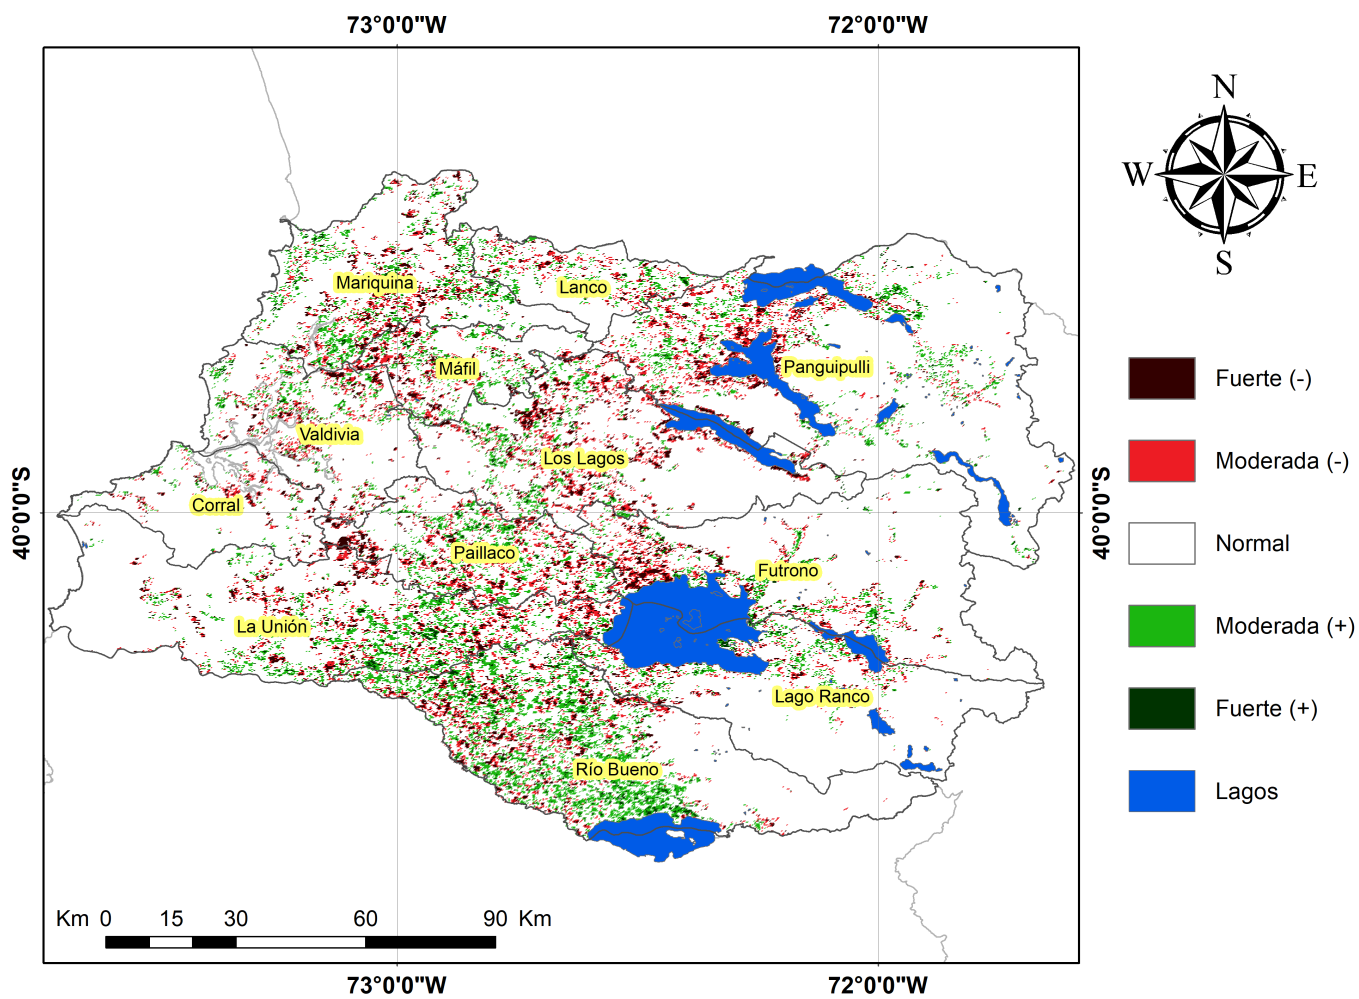 73°0'0"W
72°0'0"W
N
W
E
S
Mariquina
Lanco
Panguipulli
Máfil
Valdivia
Los Lagos
Corral
40°0'0"S
40°0'0"S
Paillaco
Futrono
La Unión
Lago Ranco
Río Bueno
Fuerte (-)
Moderada (-)
Normal
Moderada (+)
Fuerte (+)
Lagos
Km 0 15 30 60 90 Km
73°0'0"W
72°0'0"W